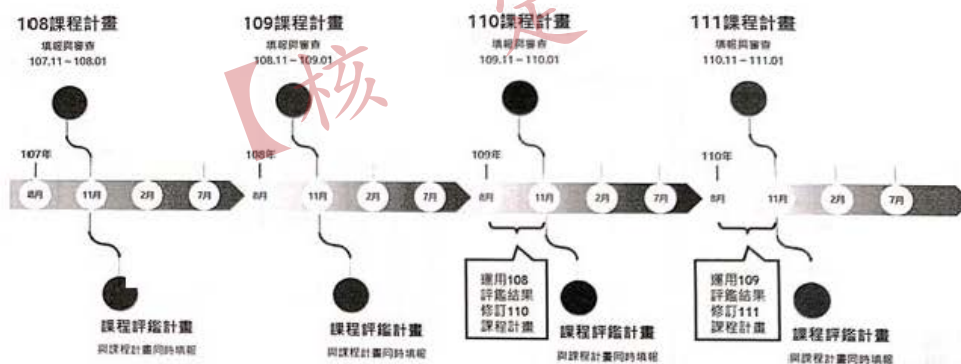 108課程計畫
填報與審查
107.11－108.01
109課程計畫
填報與審查
108.11－109.01
110課程計畫
填報與審查
109.11－110.01
111課程計畫
填報與審查
110.11－111.01
【核定
107年
8月 11月 2月 7月
108年
8月 11月 2月 7月
109年
8月 11月 2月 7月
110年
8月 11月 2月 7月
課程評鑑計畫
與課程計畫同時填報
課程評鑑計畫
與課程計畫同時填報
運用108
評鑑結果
修訂110
課程計畫
課程評鑑計畫
與課程計畫同時填報
運用109
評鑑結果
修訂111
課程計畫
課程評鑑計畫
與課程計畫同時填報